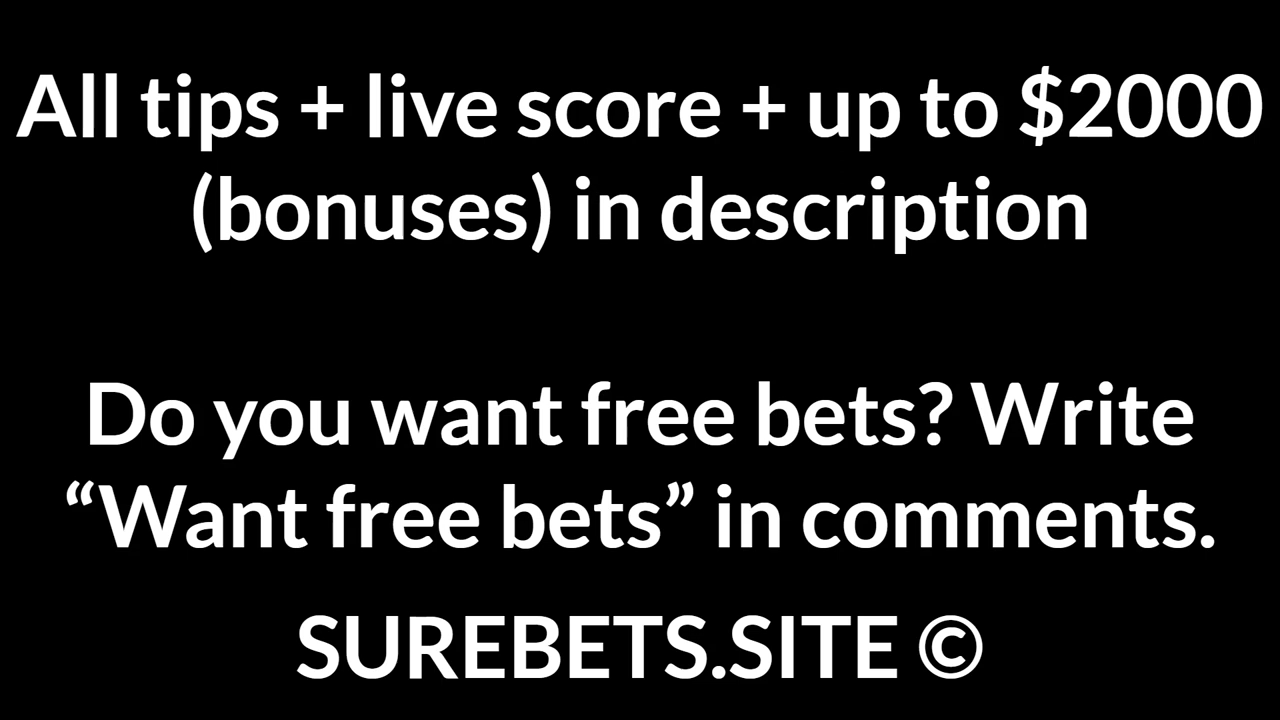 All tips + live score + up to $2000
(bonuses) in description
Do you want free bets? Write
“Want free bets” in comments.
SUREBETS.SITE ©